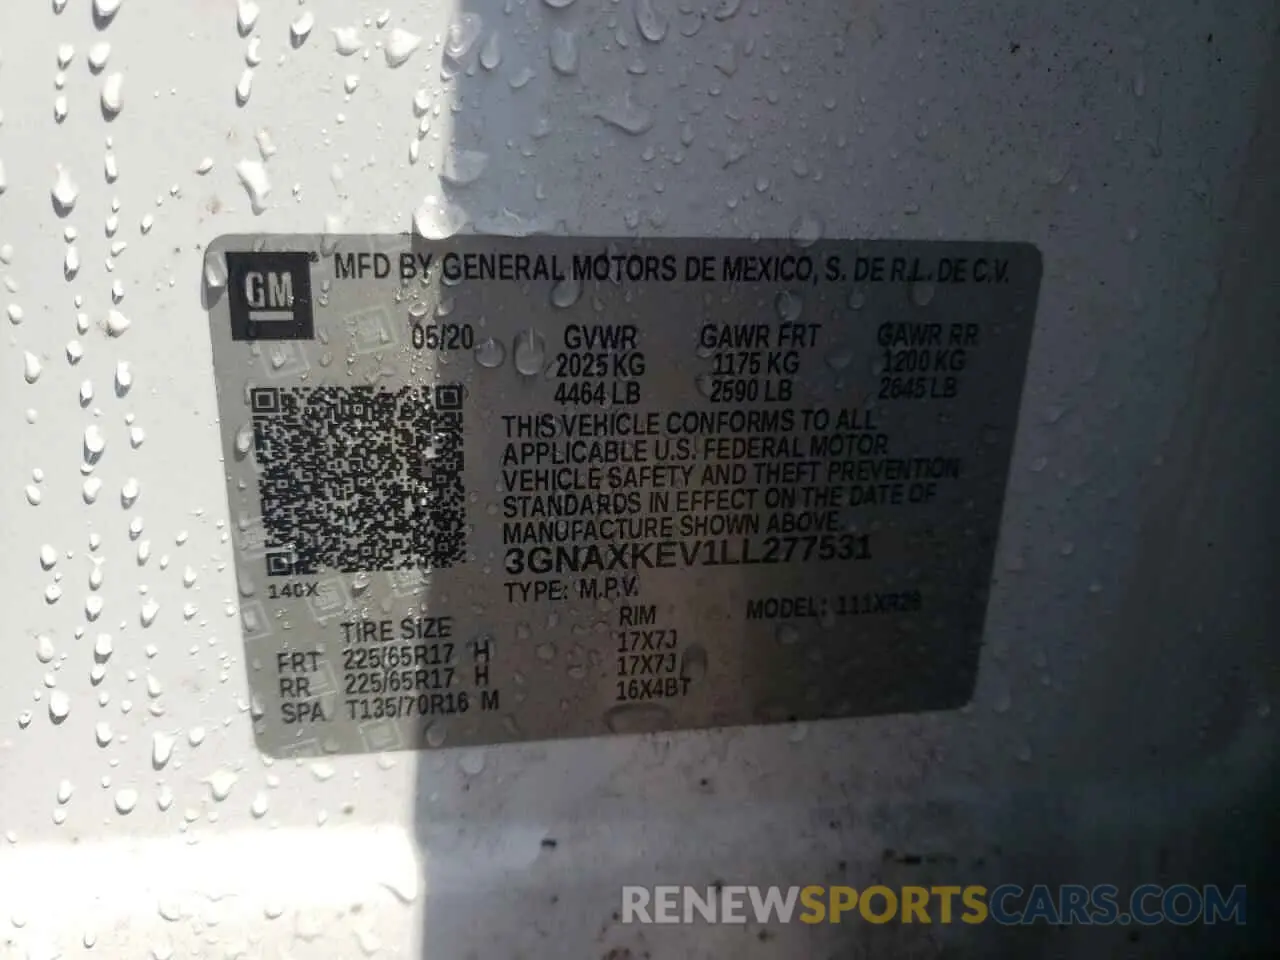 GM MFD BY GENERAL MOTORS DE MEXICO, S. DE R.L. DE C.V.
05/20 GVWR GAWR FRT GAWR RR
2025 KG 1175 KG 1200 KG
4464 LB 2590 LB 2645 LB
THIS VEHICLE CONFORMS TO ALL
APPLICABLE U.S. FEDERAL MOTOR
VEHICLE SAFETY AND THEFT PREVENTION
STANDARDS IN EFFECT ON THE DATE OF
MANUFACTURE SHOWN ABOVE.
3GNAXKEV1LL277531
140X TYPE: M.P.V. MODEL: 111XR26
TIRE SIZE RIM
FRT 225/65R17 H 17X7J
RR 225/65R17 H 17X7J
SPA T135/70R16 M 16X4BT
RENEWSPORTSCARS.COM